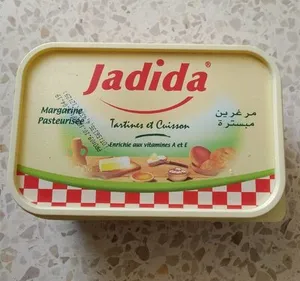 Jadida®
Margarine
Pasteurisée
مرغرين
مبسترة
Tartines et Cuisson
Enrichie aux vitamines A et E